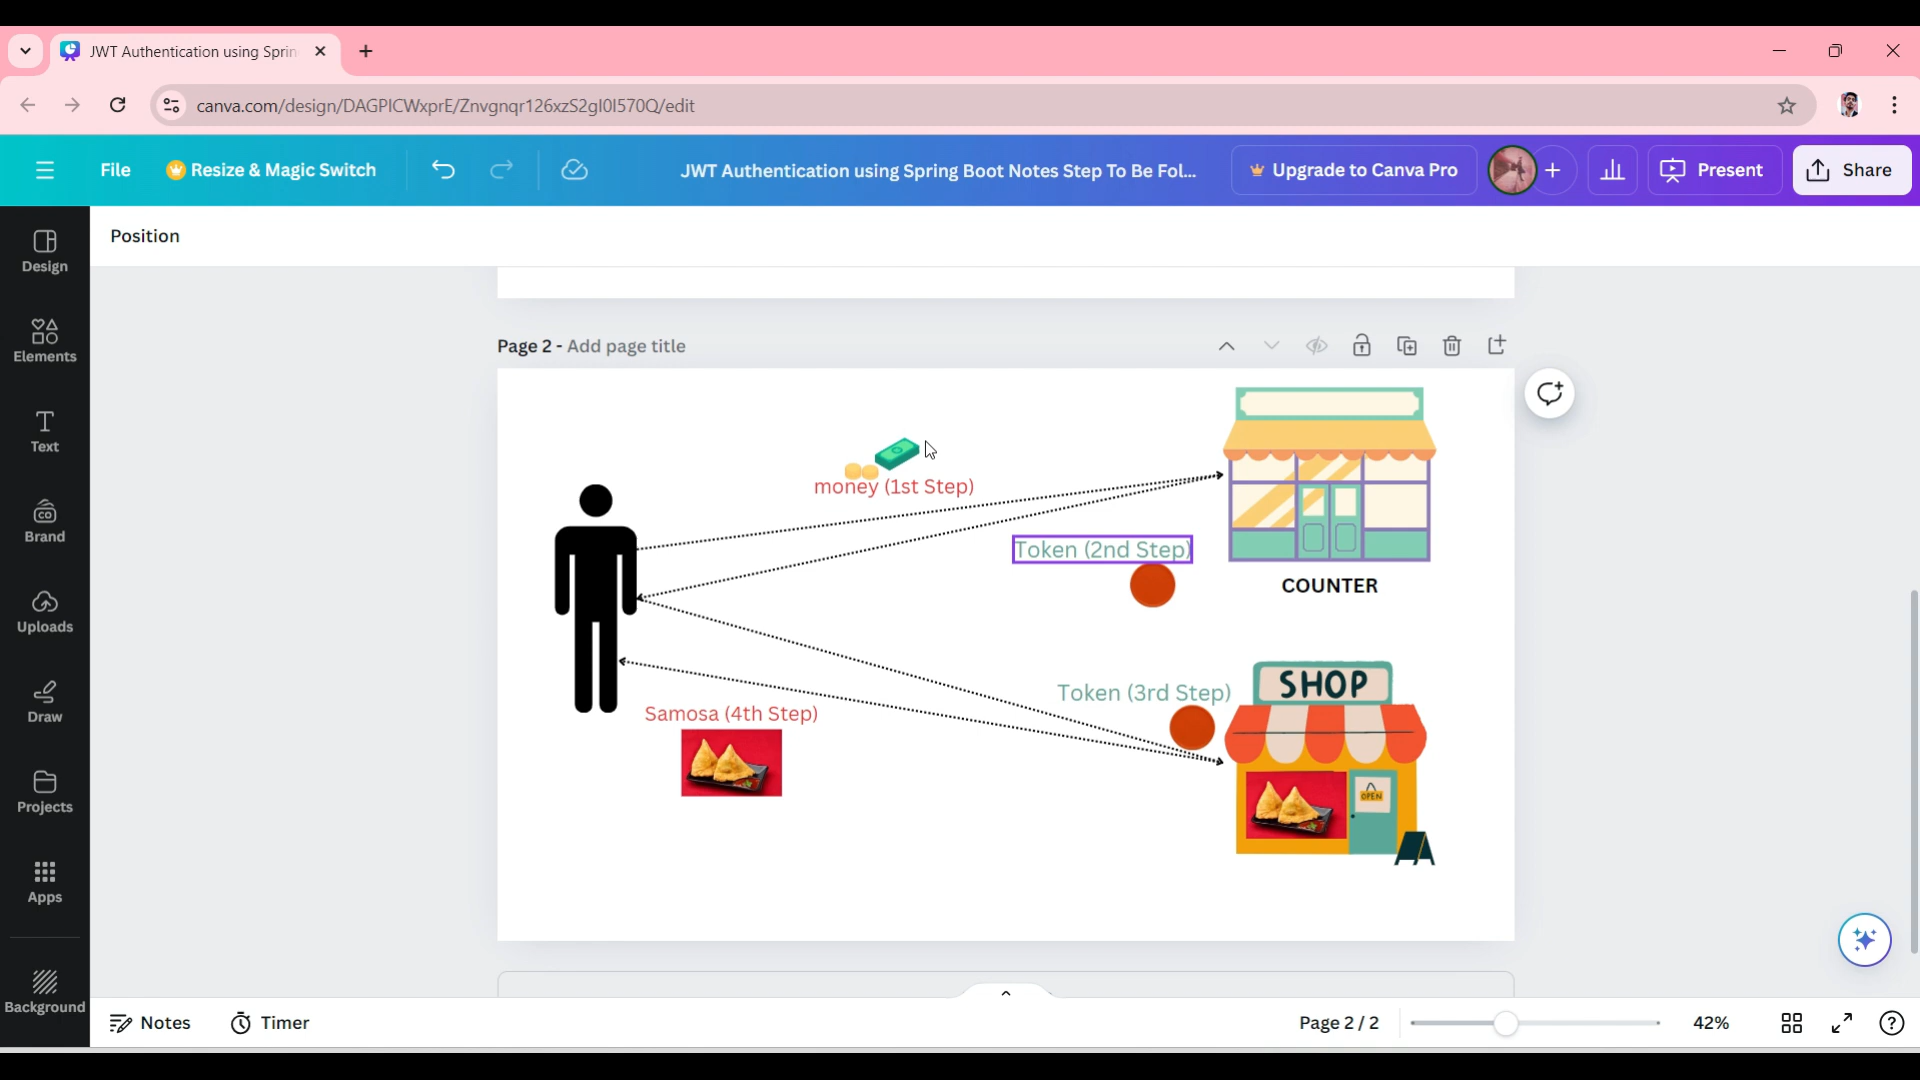 JWT Authentication using Sprin
canva.com/design/DAGPICWxprE/Znvgnqr126xzS2gI0I570Q/edit
File
Resize & Magic Switch
JWT Authentication using Spring Boot Notes Step To Be Fol...
Upgrade to Canva Pro
Present
Share
Position
Design
Elements
Text
Brand
Uploads
Draw
Projects
Apps
Background
Page 2 - Add page title
money (1st Step)
Token (2nd Step)
COUNTER
Token (3rd Step)
SHOP
Samosa (4th Step)
OPEN
Notes
Timer
Page 2 / 2
42%